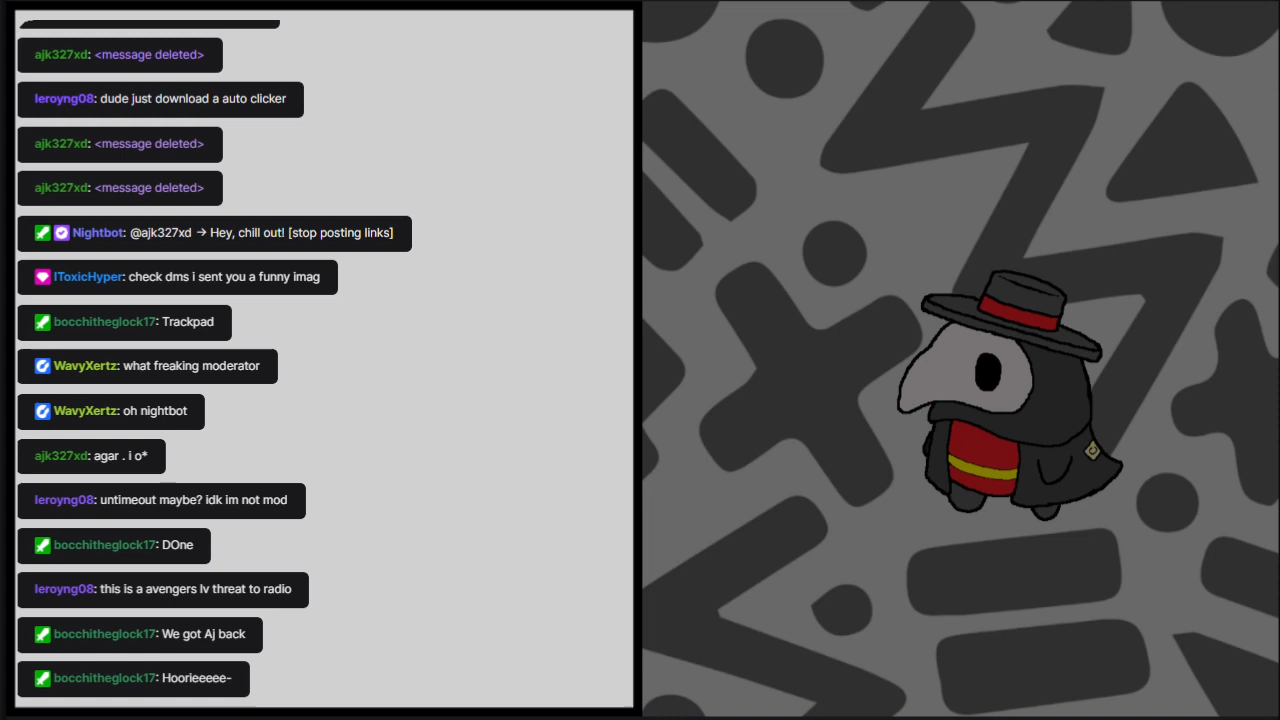 ajk327xd: <message deleted>
leroyng08: dude just download a auto clicker
ajk327xd: <message deleted>
ajk327xd: <message deleted>
Nightbot: @ajk327xd → Hey, chill out! [stop posting links]
IToxicHyper: check dms i sent you a funny imag
bocchitheglock17: Trackpad
WavyXertz: what freaking moderator
WavyXertz: oh nightbot
ajk327xd: agar . i o*
leroyng08: untimeout maybe? idk im not mod
bocchitheglock17: DOne
leroyng08: this is a avengers lv threat to radio
bocchitheglock17: We got Aj back
bocchitheglock17: Hoorieeeee-